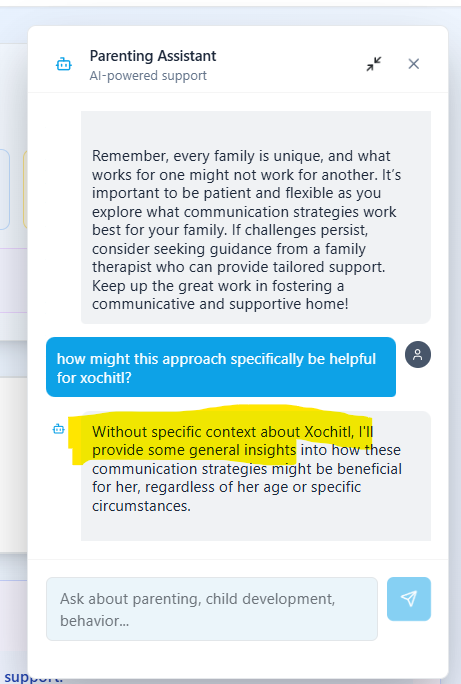 Parenting Assistant
AI-powered support
Remember, every family is unique, and what
works for one might not work for another. It's
important to be patient and flexible as you
explore what communication strategies work
best for your family. If challenges persist,
consider seeking guidance from a family
therapist who can provide tailored support.
Keep up the great work in fostering a
communicative and supportive home!
how might this approach specifically be helpful
for xochitl?
Without specific context about Xochitl, I'll
provide some general insights into how these
communication strategies might be beneficial
for her, regardless of her age or specific
circumstances.
Ask about parenting, child development,
behavior...
support.